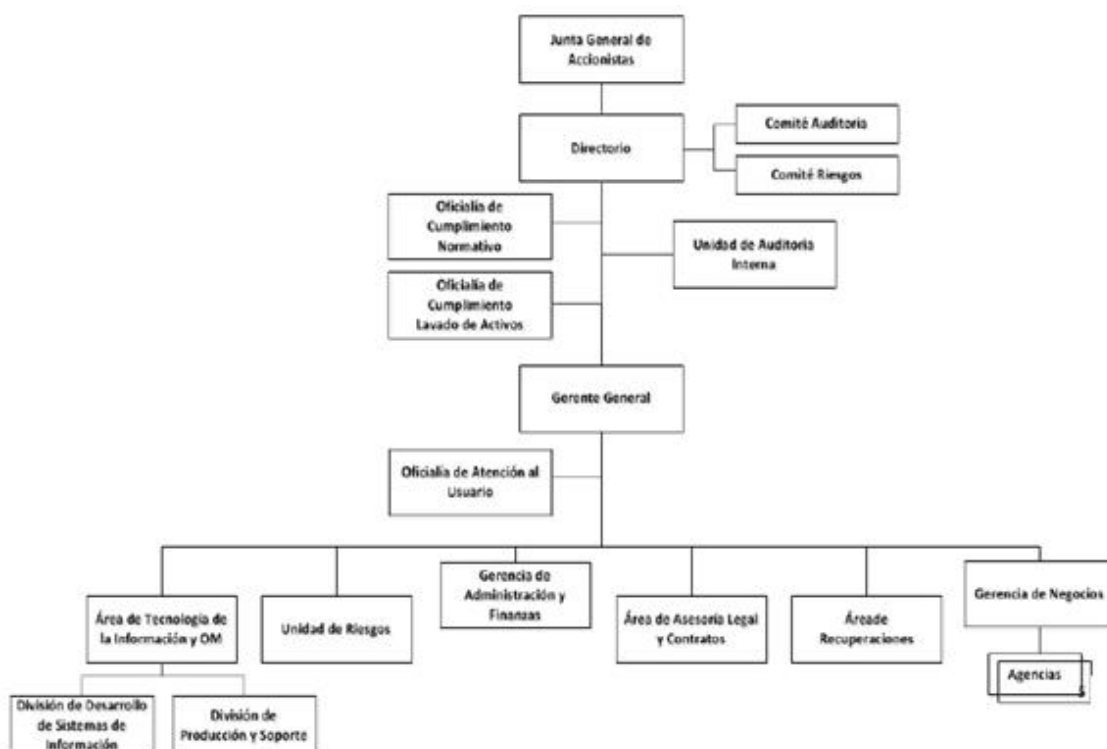 Junta General de
Accionistas
Directorio
Comité Auditoria
Comité Riesgos
Oficialía de
Cumplimiento
Normativo
Unidad de Auditoria
Interna
Oficialía de
Cumplimiento
Lavado de Activos
Gerente General
Oficialía de Atención al
Usuario
Área de Tecnología de
la Información y OM
Unidad de Riesgos
Gerencia de
Administración y
Finanzas
Área de Asesoría Legal
y Contratos
Áreade
Recuperaciones
Gerencia de Negocios
Agencias
s
División de Desarrollo
de Sistemas de
Información
División de
Producción y Soporte